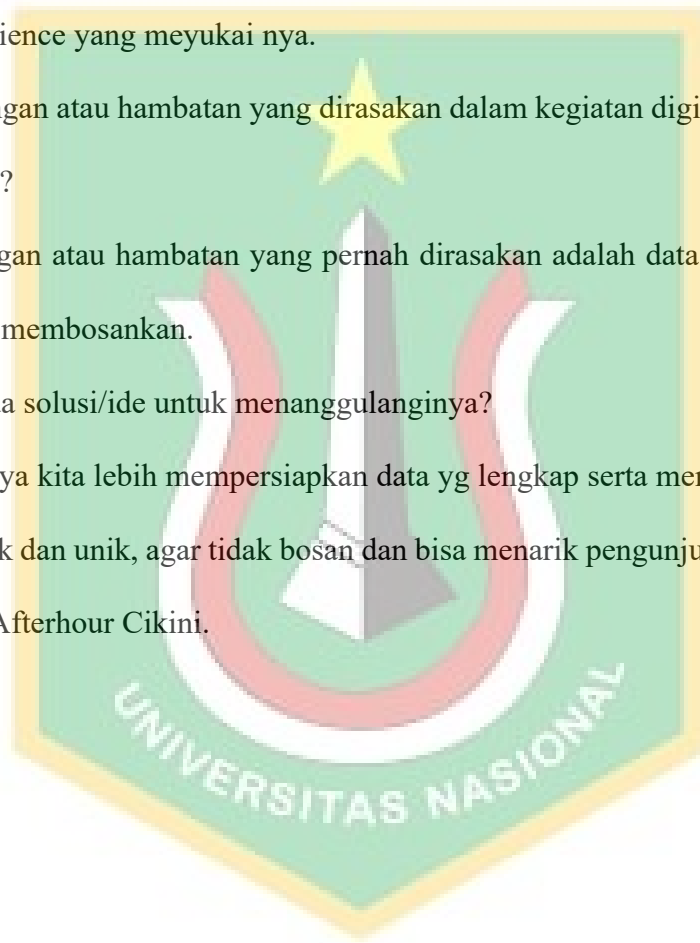 ience yang meyukai nya.
ngan atau hambatan yang dirasakan dalam kegiatan digi
?
gan atau hambatan yang pernah dirasakan adalah data
membosankan.
a solusi/ide untuk menanggulanginya?
ya kita lebih mempersiapkan data yg lengkap serta mer
k dan unik, agar tidak bosan dan bisa menarik pengunju
Afterhour Cikini.
UNIVERSITAS NASIONAL